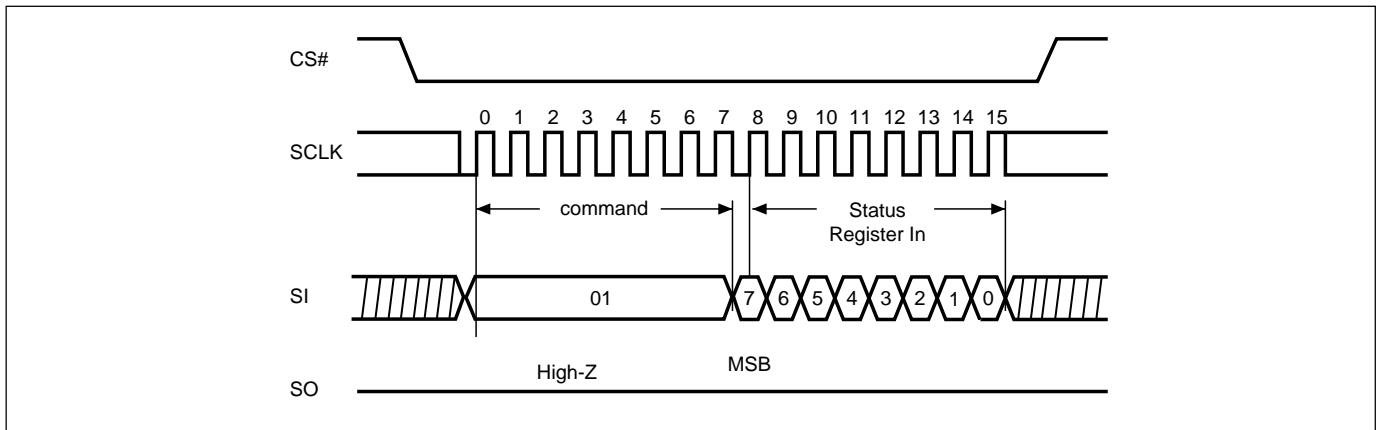 CS#
0 1 2 3 4 5 6 7 8 9 10 11 12 13 14 15
SCLK
command
Status
Register In
SI
01
7 6 5 4 3 2 1 0
MSB
High-Z
SO